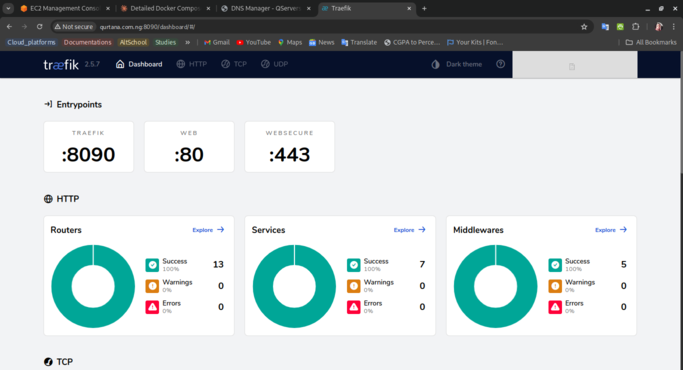 EC2 Management Consol
Detailed Docker Compo
DNS Manager - QServers
Traefik
Not secure
qurtana.com.ng:8090/dashboard/#/
Cloud_platforms
Documentations
AltSchool
Studies
»
Gmail
YouTube
Maps
News
Translate
CGPA to Perce...
Your Kits | Fon...
All Bookmarks
træfik
2.5.7
Dashboard
HTTP
TCP
UDP
Dark theme
Entrypoints
TRAEFIK
WEB
WEBSECURE
:8090
:80
:443
HTTP
Routers
Explore
Success
100%
13
Warnings
0%
0
Errors
0%
0
Services
Explore
Success
100%
7
Warnings
0%
0
Errors
0%
0
Middlewares
Explore
Success
100%
5
Warnings
0%
0
Errors
0%
0
TCP